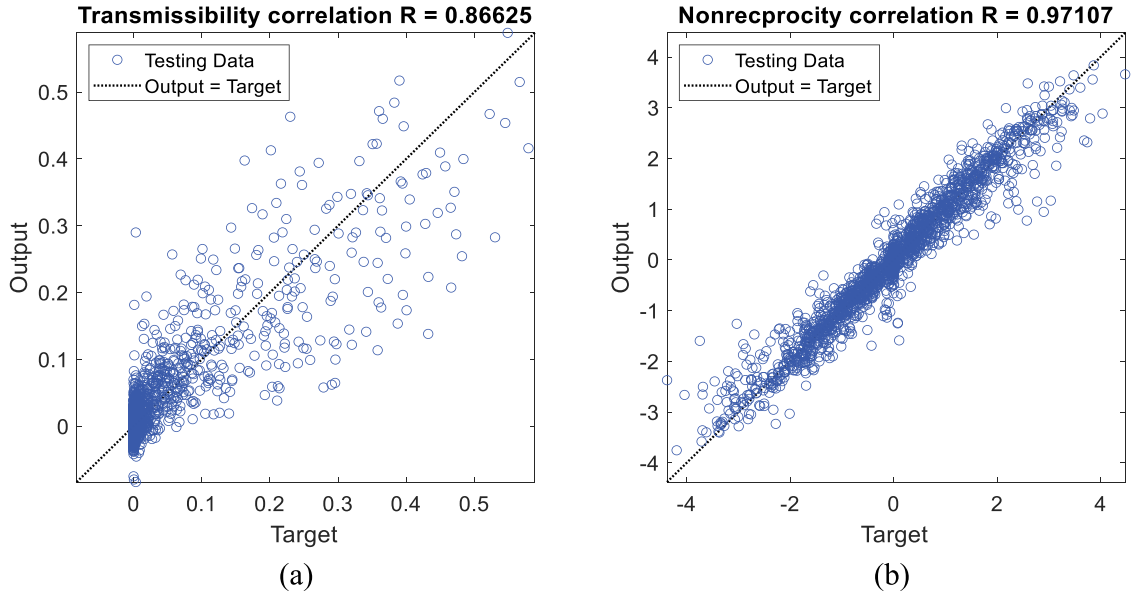 Transmissibility correlation R = 0.86625
Testing Data
Output = Target
0.5
0.4
0.3
0.2
0.1
0
Output
0 0.1 0.2 0.3 0.4 0.5
Target
(a)
Nonrecprocity correlation R = 0.97107
Testing Data
Output = Target
4
3
2
1
0
-1
-2
-3
-4
Output
-4 -2 0 2 4
Target
(b)